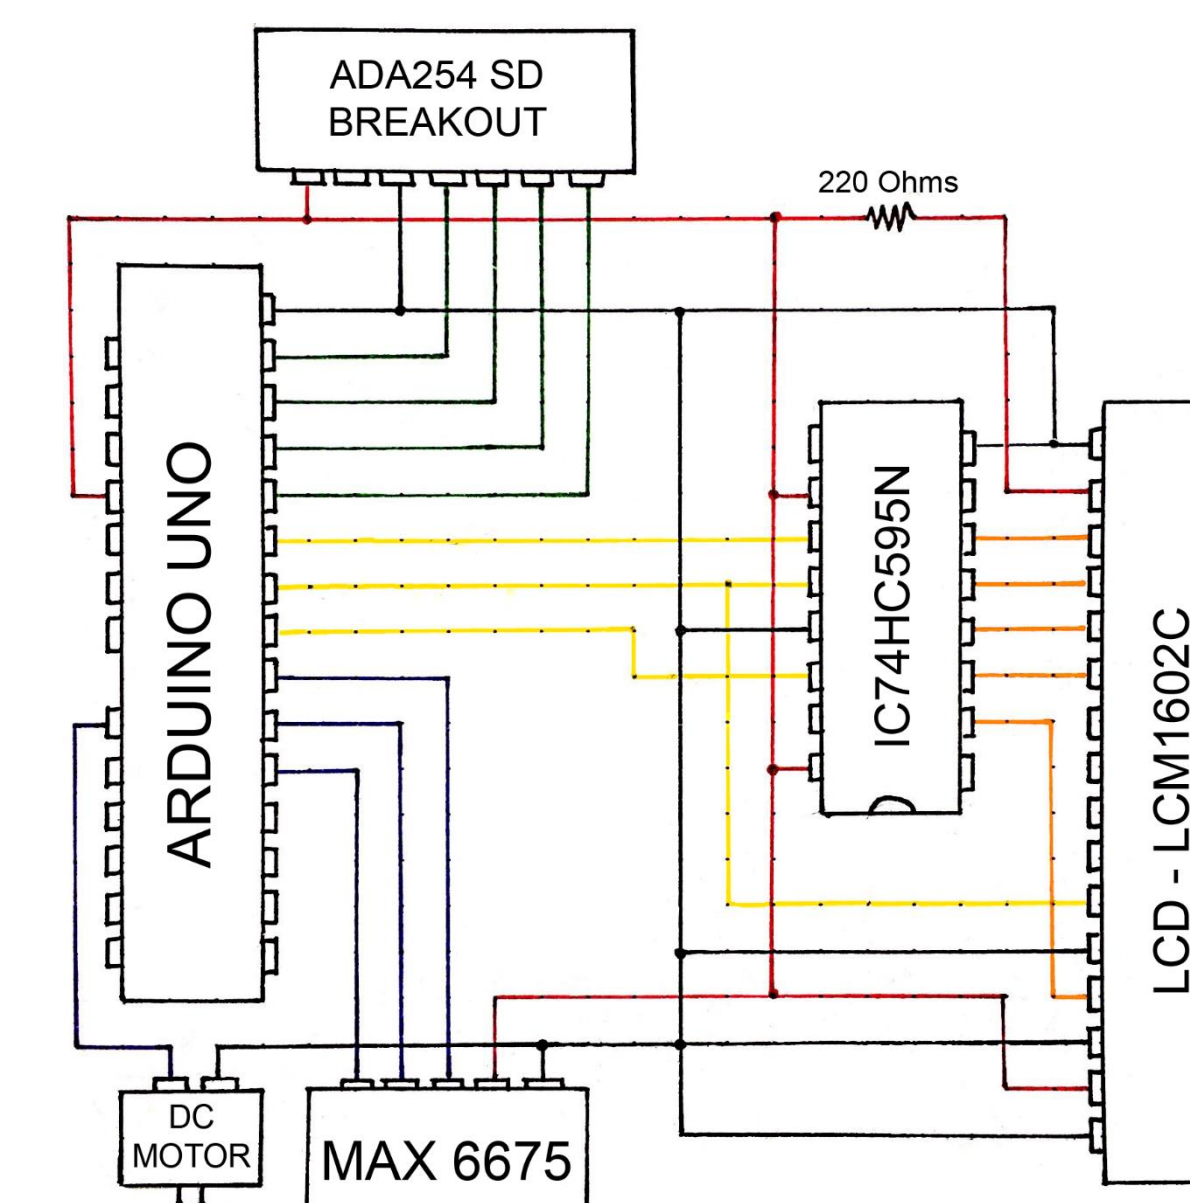 ADA254 SD
BREAKOUT
220 Ohms
ARDUINO UNO
IC74HC595N
LCD - LCM1602C
DC
MOTOR
MAX 6675